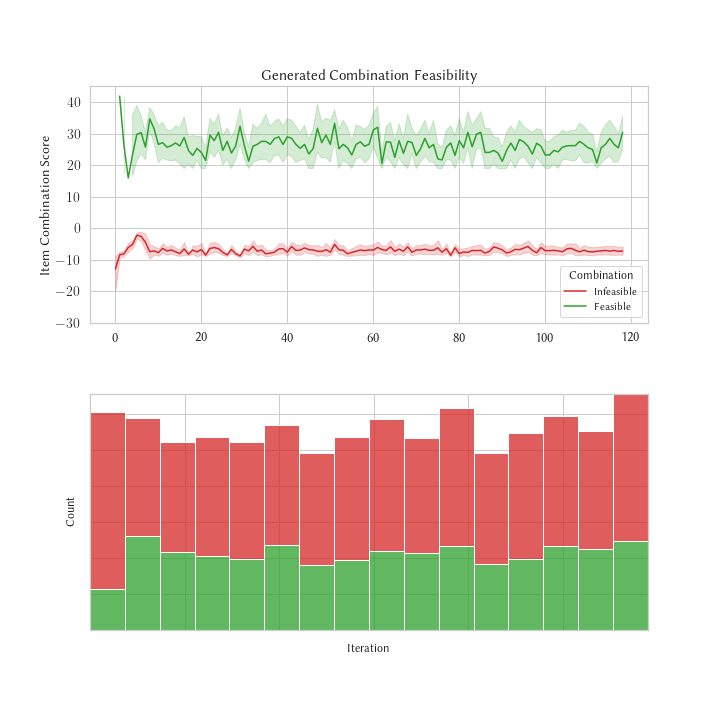 Generated Combination Feasibility
Item Combination Score
40
30
20
10
0
−10
−20
−30
Combination
Infeasible
Feasible
0 20 40 60 80 100 120
Count
Iteration